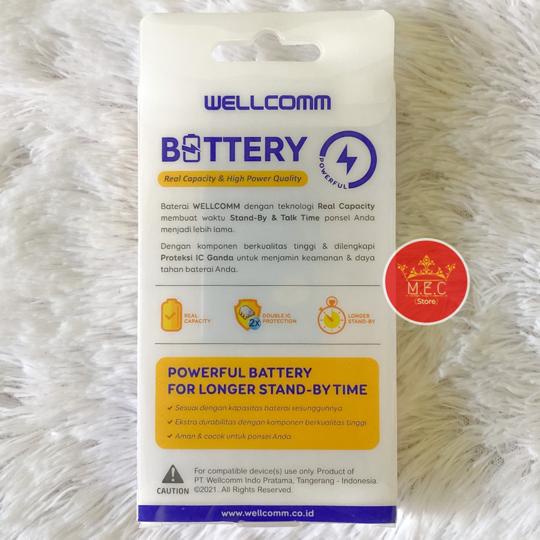 WELLCOMM
BATTERY
Real Capacity & High Power Quality
POWERFUL
Baterai WELLCOMM dengan teknologi Real Capacity
membuat waktu Stand-By & Talk Time ponsel Anda
menjadi lebih lama.
Dengan komponen berkualitas tinggi & dilengkapi
Proteksi IC Ganda untuk menjamin keamanan & daya
tahan baterai Anda.
M.E.C
(Store)
REAL
CAPACITY
2X
DOUBLE IC
PROTECTION
LONGER
STAND-BY
POWERFUL BATTERY
FOR LONGER STAND-BY TIME
✓ Sesuai dengan kapasitas baterai sesungguhnya
✓ Ekstra durabilitas dengan komponen berkualitas tinggi
✓ Aman & cocok untuk ponsel Anda
CAUTION
For compatible device(s) use only. Product of
PT. Wellcomm Indo Pratama, Tangerang - Indonesia.
©2021. All Rights Reserved.
www.wellcomm.co.id